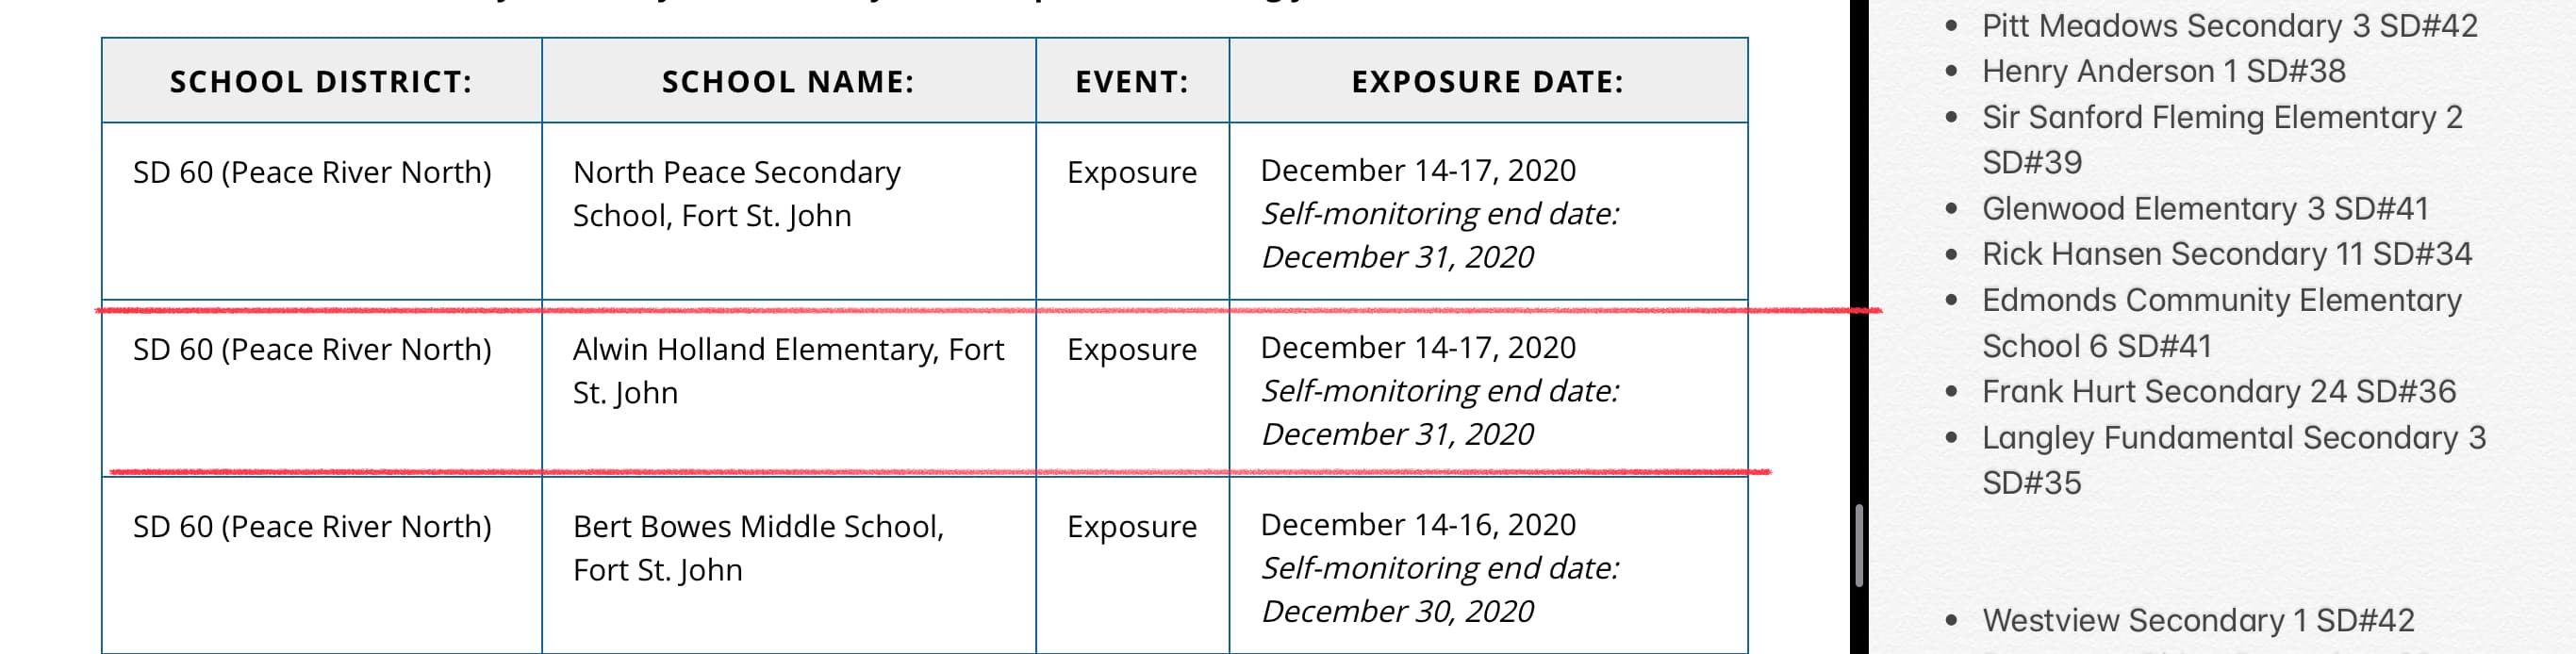 SCHOOL DISTRICT: SCHOOL NAME: EVENT: EXPOSURE DATE:
SD 60 (Peace River North) North Peace Secondary Exposure December 14-17, 2020
School, Fort St. John Self-monitoring end date:
December 31, 2020
SD 60 (Peace River North) Alwin Holland Elementary, Fort Exposure December 14-17, 2020
St. John Self-monitoring end date:
December 31, 2020
SD 60 (Peace River North) Bert Bowes Middle School, Exposure December 14-16, 2020
Fort St. John Self-monitoring end date:
December 30, 2020
• Pitt Meadows Secondary 3 SD#42
• Henry Anderson 1 SD#38
• Sir Sanford Fleming Elementary 2
SD#39
• Glenwood Elementary 3 SD#41
• Rick Hansen Secondary 11 SD#34
• Edmonds Community Elementary
School 6 SD#41
• Frank Hurt Secondary 24 SD#36
• Langley Fundamental Secondary 3
SD#35
• Westview Secondary 1 SD#42